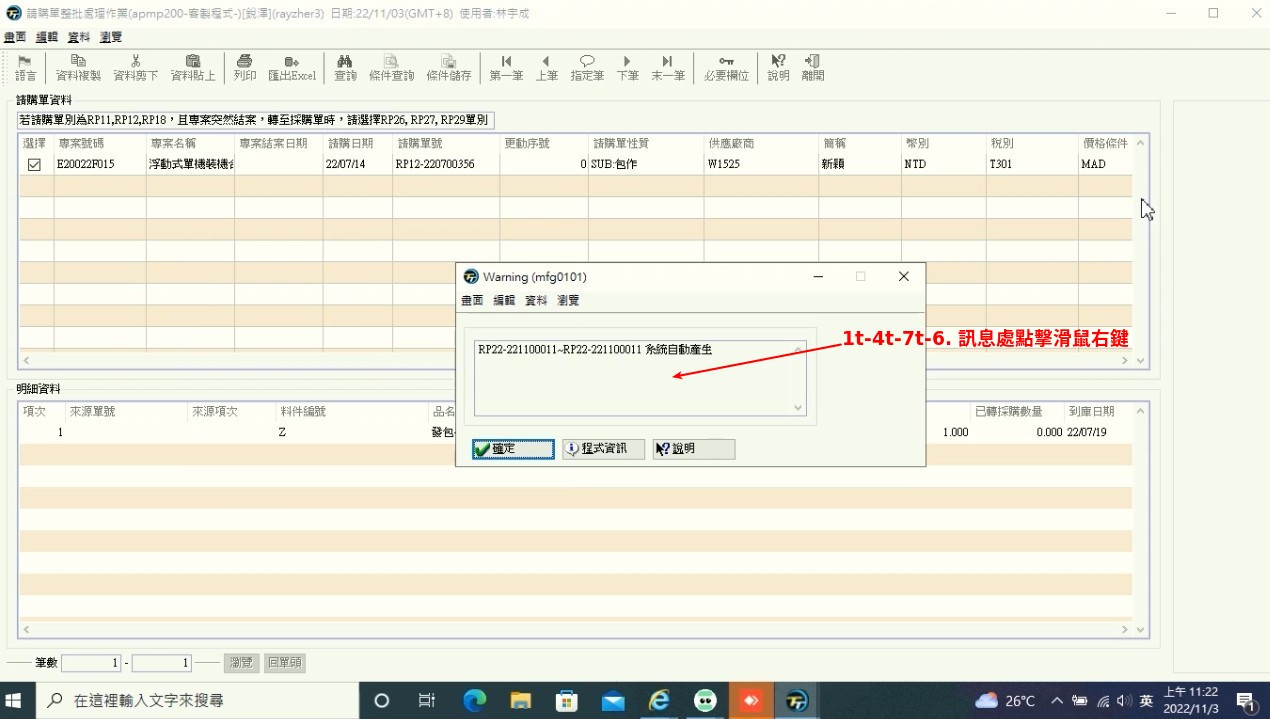 請購單整批處理作業(apmp200-客製程式-)[銳澤](rayzher3) 日期:22/11/03(GMT+8) 使用者:林宇成
畫面 編輯 資料 瀏覽
語言 資料複製 資料剪下 資料貼上 列印 匯出Excel 查詢 條件查詢 條件儲存 第一筆 上筆 指定筆 下筆 末一筆 必要欄位 說明 離開
請購單資料
若請購單別為RP11,RP12,RP18,且專案突然結案,轉至採購單時,請選擇RP26, RP27, RP29單別
選擇 專案號碼 專案名稱 專案結案日期 請購日期 請購單號 更動序號 請購單性質 供應廠商 簡稱 幣別 稅別 價格條件
E20022F015 浮動式單機裝機 22/07/14 RP12-220700356 0 SUB:包作 W1525 新穎 NTD T301 MAD
Warning (mfg0101)
畫面 編輯 資料 瀏覽
1t-4t-7t-6. 訊息處點擊滑鼠右鍵
RP22-221100011~RP22-221100011 系統自動產生
確定 程式資訊 說明
明細資料
項次 來源單號 來源項次 料件編號 品名 已轉採購數量 到庫日期
1 Z 發包 1.000 0.000 22/07/19
筆數 1 - 1 瀏覽 回單頭
在這裡輸入文字來搜尋
26°C 英 上午 11:22
2022/11/3 1